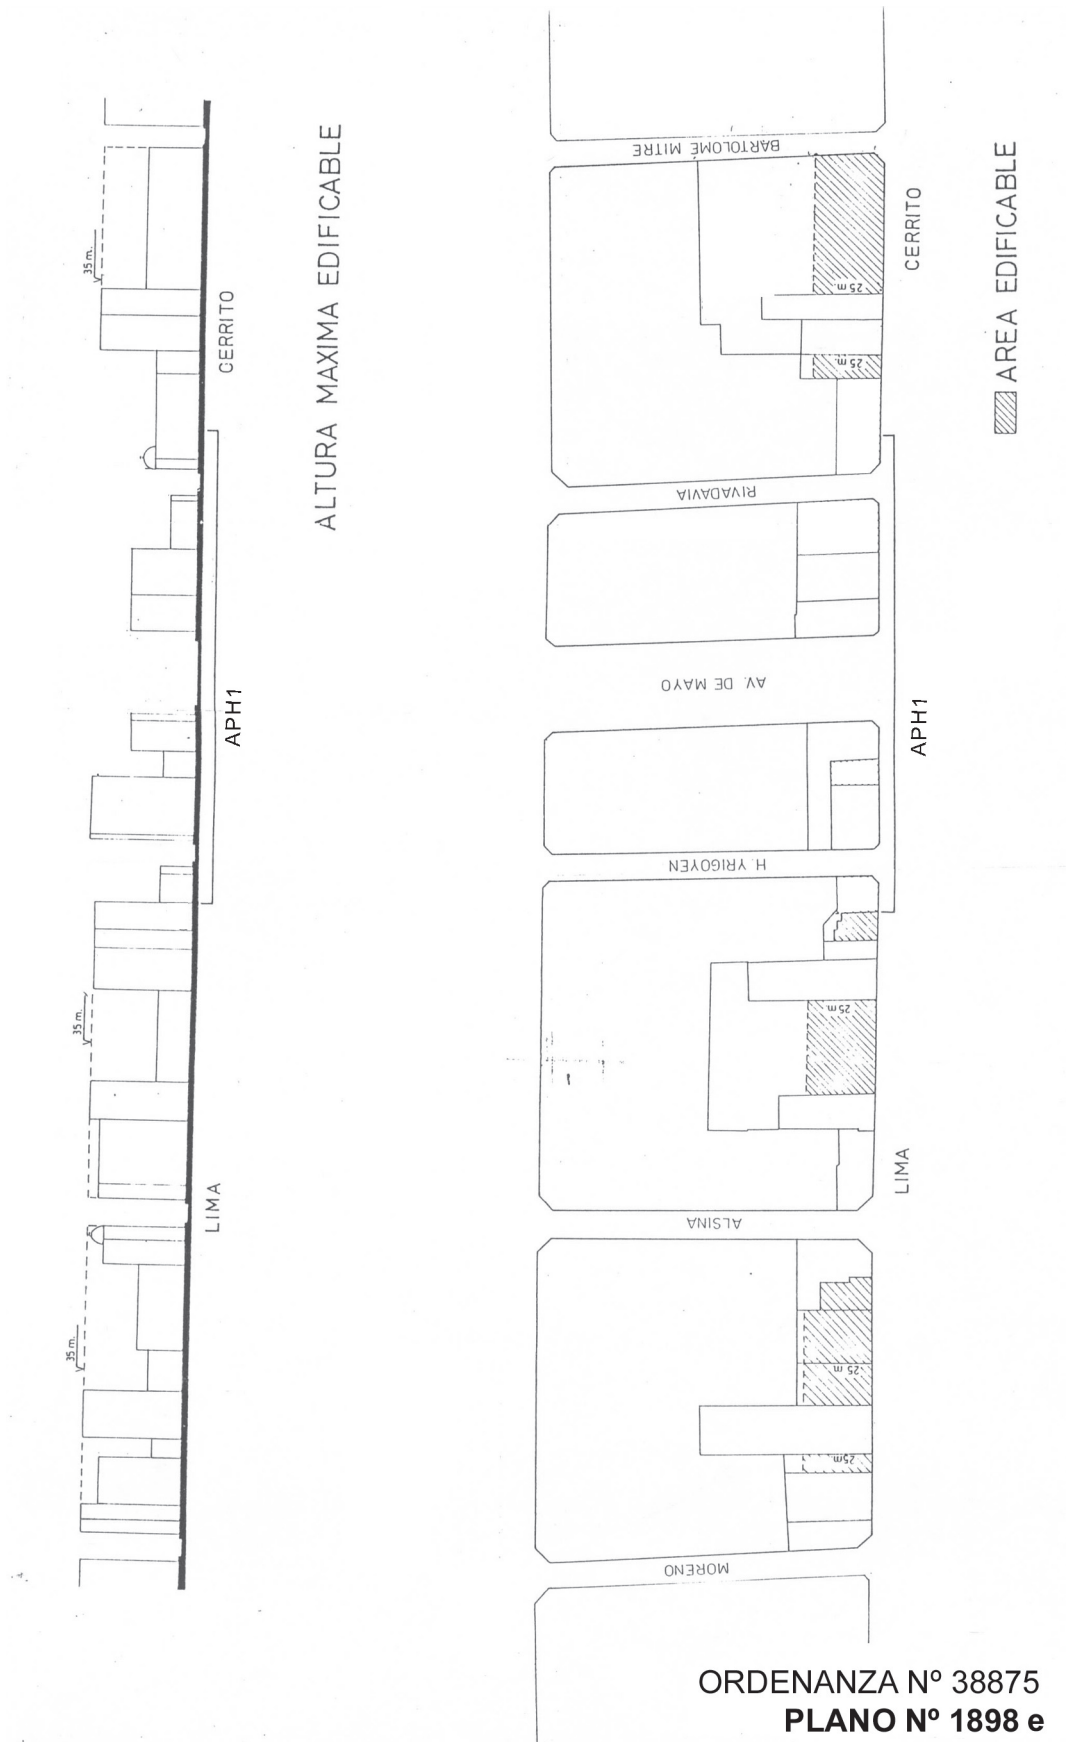 35 m.
CERRITO
ALTURA MAXIMA EDIFICABLE
APH1
35 m.
LIMA
35 m.
BARTOLOME MITRE
CERRITO
25 m.
25 m.
AREA EDIFICABLE
RIVADAVIA
AV. DE MAYO
APH1
H. YRIGOYEN
25 m.
LIMA
ALSINA
25 m
25m.
MORENO
ORDENANZA Nº 38875
PLANO Nº 1898 e